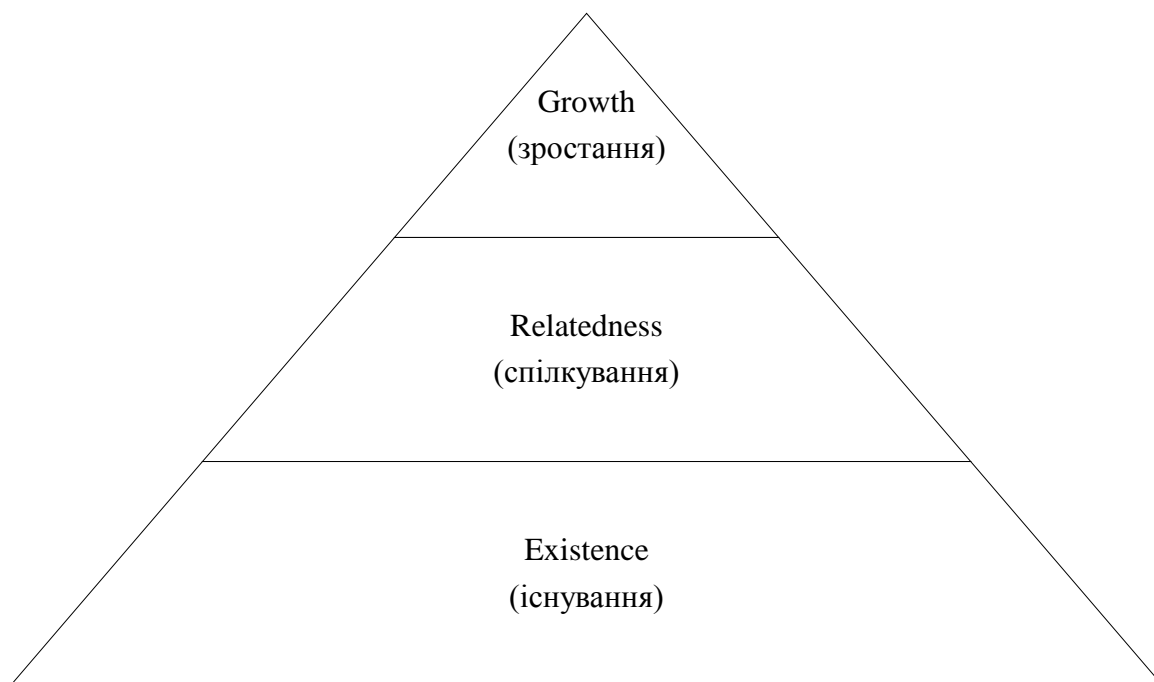 Growth
(зростання)
Relatedness
(спілкування)
Existence
(існування)